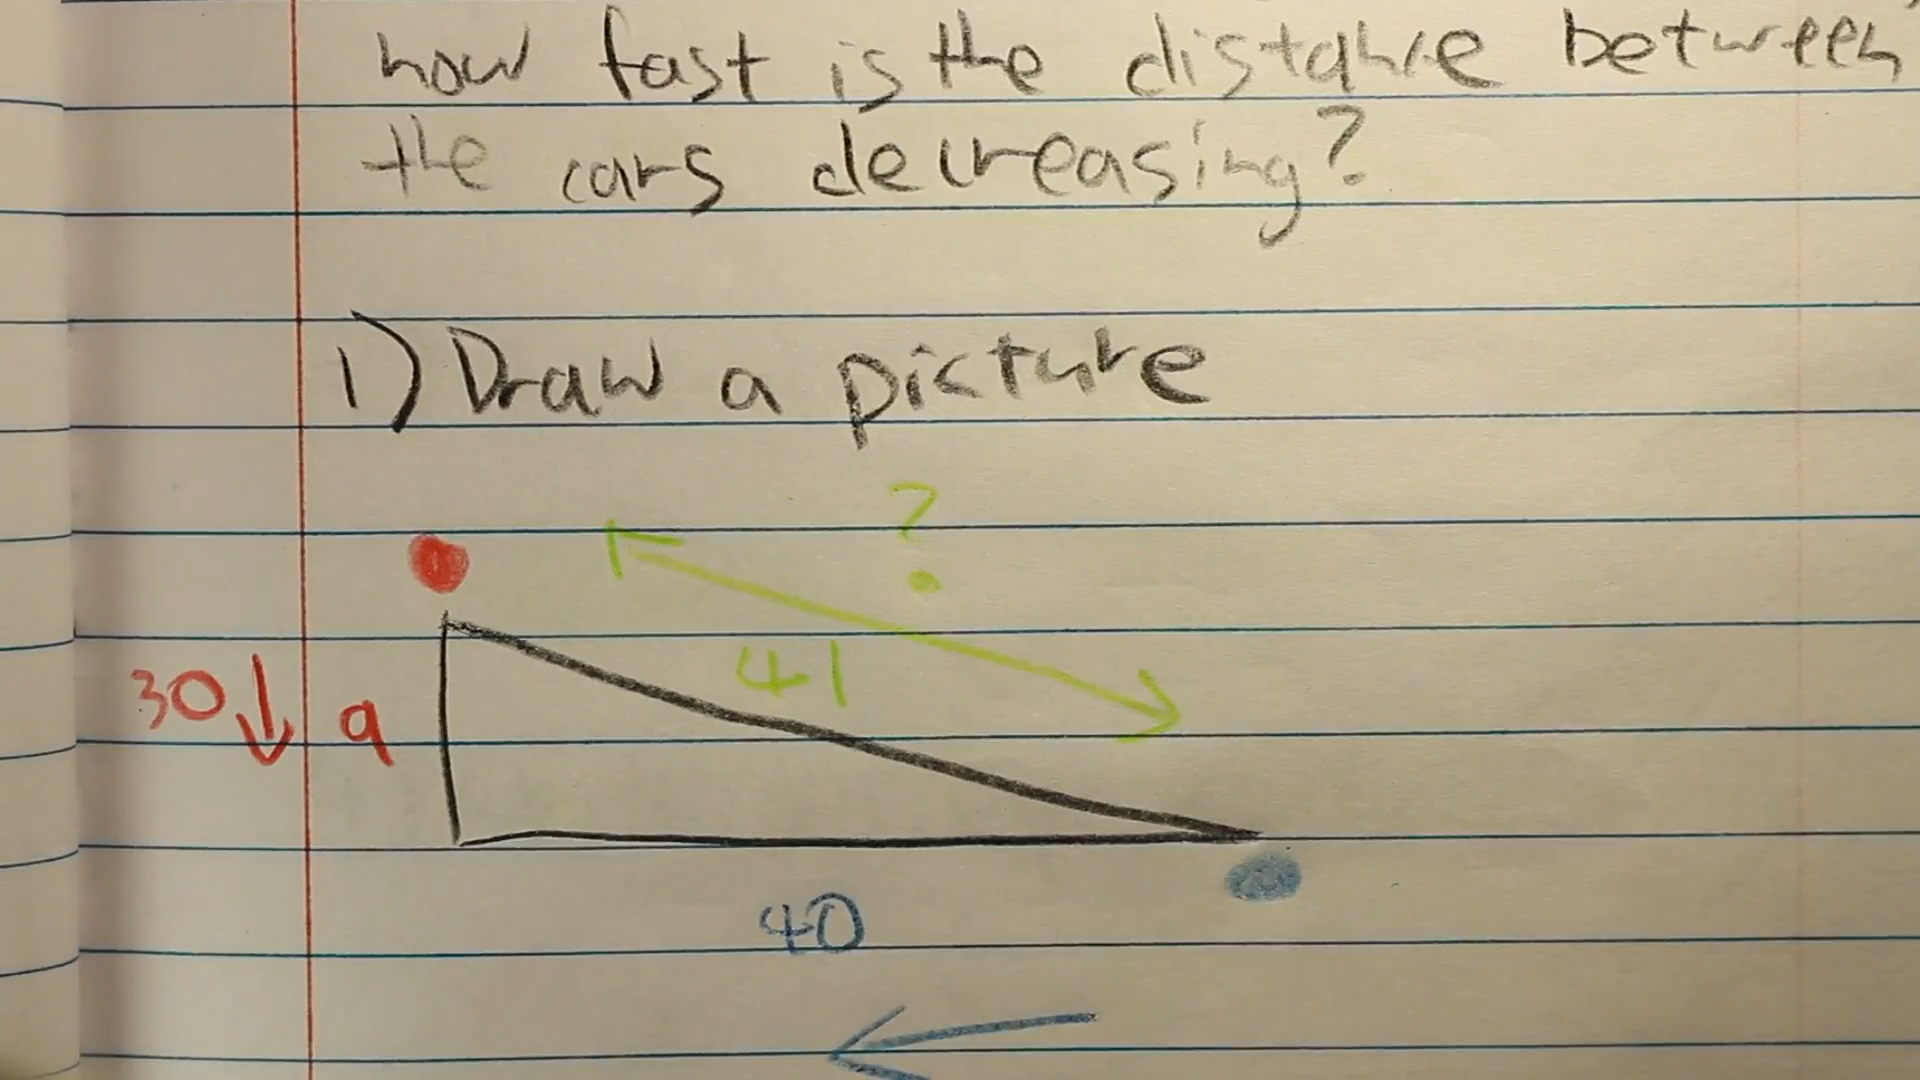 how fast is the distance between
the cars decreasing?
1) Draw a picture
?
41
30 9
40